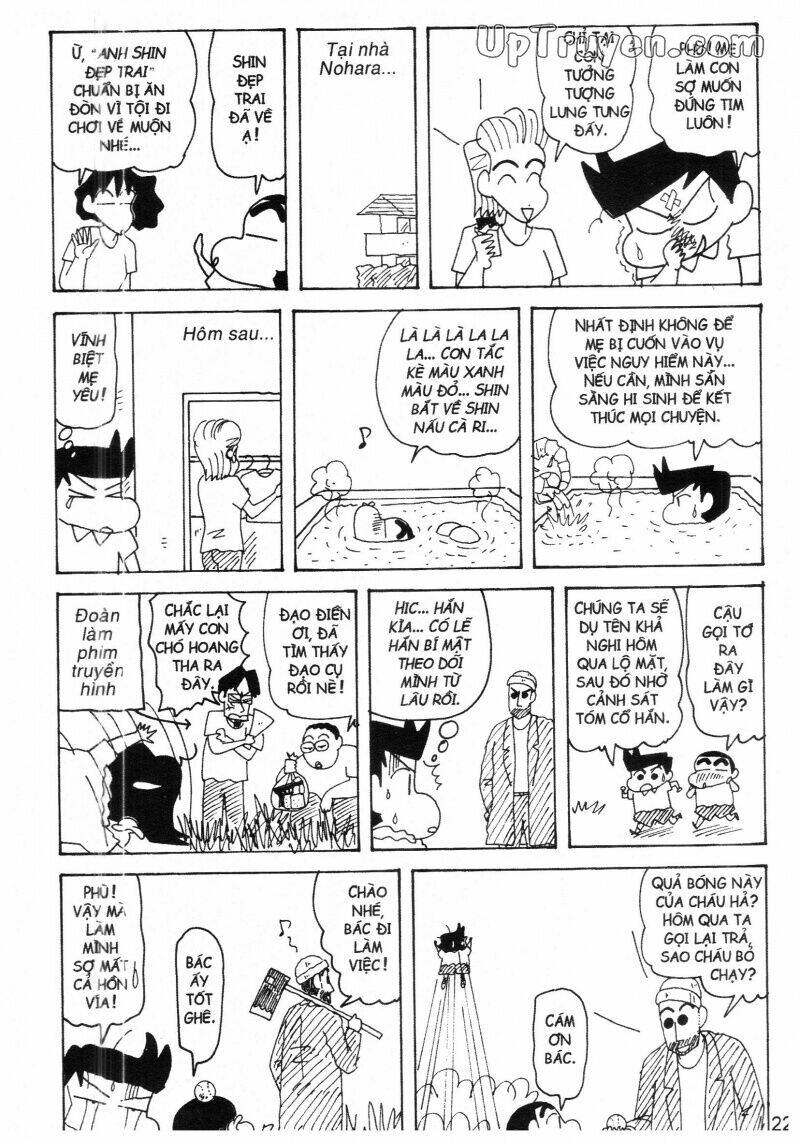 UpTruyen.com
PHÙ! MẸ
LÀM CON
SỢ MUỐN
ĐỨNG TIM
LUÔN!
CHỈ TẠI
CON
TƯỞNG
TƯỢNG
LUNG TUNG
ĐẤY.
Tại nhà
Nohara...
SHIN
ĐẸP
TRAI
ĐÃ VỀ
Ạ!
Ừ, "ANH SHIN
ĐẸP TRAI"
CHUẨN BỊ ĂN
ĐÒN VÌ TỘI ĐI
CHƠI VỀ MUỘN
NHÉ...
NHẤT ĐỊNH KHÔNG ĐỂ
MẸ BỊ CUỐN VÀO VỤ
VIỆC NGUY HIỂM NÀY...
NẾU CẦN, MÌNH SẴN
SÀNG HI SINH ĐỂ KẾT
THÚC MỌI CHUYỆN.
LÀ LÀ LÀ LA LA
LA... CON TẮC
KÈ MÀU XANH
MÀU ĐỎ... SHIN
BẮT VỀ SHIN
NẤU CÀ RI...
Hôm sau...
VĨNH
BIỆT
MẸ
YÊU!
CẬU
GỌI TỚ
RA
ĐÂY
LÀM GÌ
VẬY?
CHÚNG TA SẼ
DỤ TÊN KHẢ
NGHI HÔM
QUA LỘ MẶT,
SAU ĐÓ NHỜ
CẢNH SÁT
TÓM CỔ HẮN.
HIC... HẮN
KÌA... CÓ LẼ
HẮN BÍ MẬT
THEO DÕI
MÌNH TỪ
LÂU RỒI.
ĐẠO DIỄN
ƠI, ĐÃ
TÌM THẤY
ĐẠO CỤ
RỒI NÈ!
CHẮC LẠI
MẤY CON
CHÓ HOANG
THA RA
ĐÂY.
Đoàn
làm
phim
truyền
hình
QUẢ BÓNG NÀY
CỦA CHÁU HẢ?
HÔM QUA TA
GỌI LẠI TRẢ,
SAO CHÁU BỎ
CHẠY?
CÁM
ƠN
BÁC.
CHÀO
NHÉ,
BÁC ĐI
LÀM
VIỆC!
BÁC
ẤY
TỐT
GHÊ.
PHÙ!
VẬY MÀ
LÀM
MÌNH
SỢ MẤT
CẢ HỒN
VÍA!
22